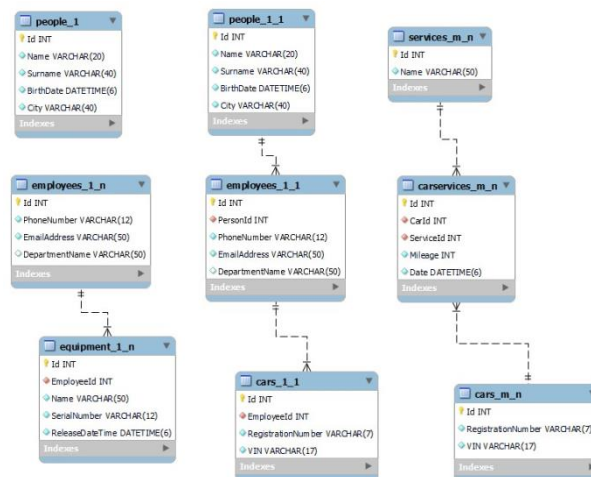 people_1
Id INT
Name VARCHAR(20)
Surname VARCHAR(40)
BirthDate DATETIME(6)
City VARCHAR(40)
Indexes
people_1_1
Id INT
Name VARCHAR(20)
Surname VARCHAR(40)
BirthDate DATETIME(6)
City VARCHAR(40)
Indexes
services_m_n
Id INT
Name VARCHAR(50)
Indexes
employees_1_n
Id INT
PhoneNumber VARCHAR(12)
EmailAddress VARCHAR(50)
DepartmentName VARCHAR(50)
Indexes
employees_1_1
Id INT
PersonId INT
PhoneNumber VARCHAR(12)
EmailAddress VARCHAR(50)
DepartmentName VARCHAR(50)
Indexes
carservices_m_n
Id INT
CarId INT
ServiceId INT
Mileage INT
Date DATETIME(6)
Indexes
equipment_1_n
Id INT
EmployeeId INT
Name VARCHAR(50)
SerialNumber VARCHAR(12)
ReleaseDateTime DATETIME(6)
Indexes
cars_1_1
Id INT
EmployeeId INT
RegistrationNumber VARCHAR(7)
VIN VARCHAR(17)
Indexes
cars_m_n
Id INT
RegistrationNumber VARCHAR(7)
VIN VARCHAR(17)
Indexes